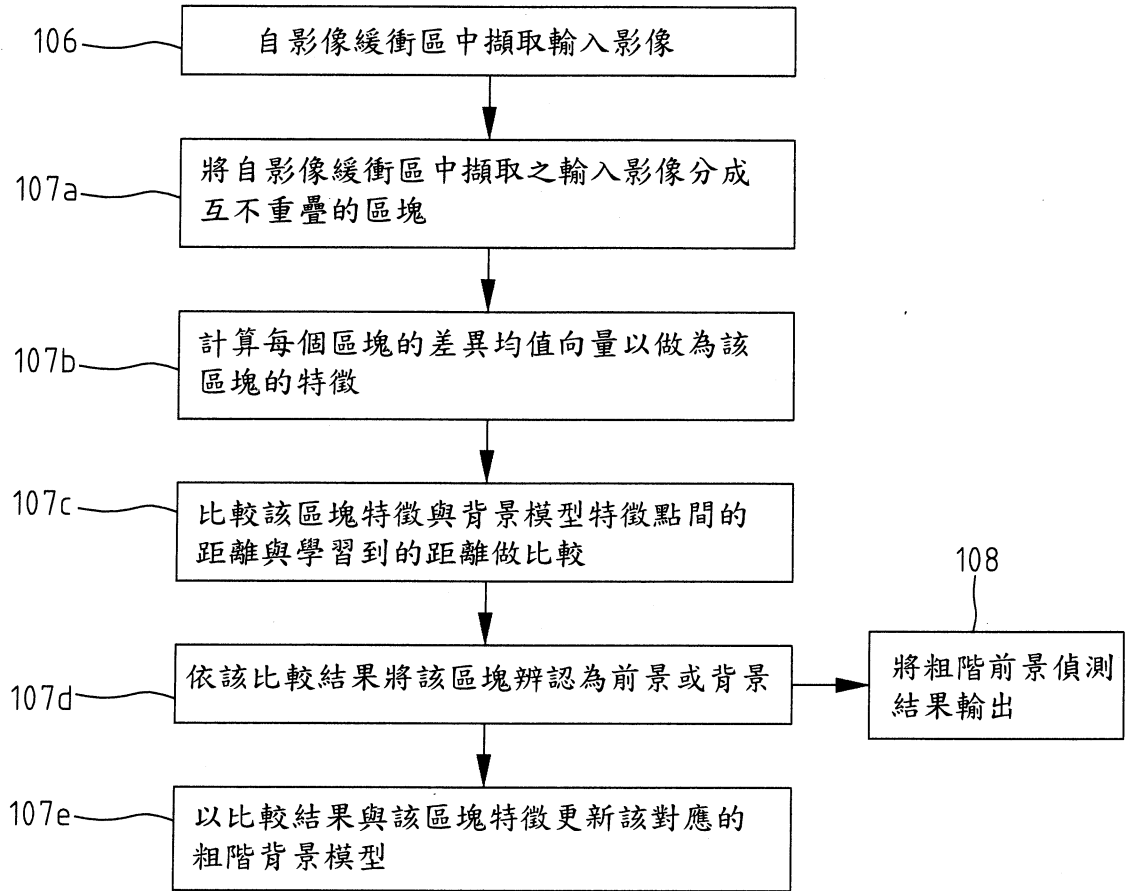 106
自影像緩衝區中擷取輸入影像
107a
將自影像緩衝區中擷取之輸入影像分成
互不重疊的區塊
107b
計算每個區塊的差異均值向量以做為該
區塊的特徵
107c
比較該區塊特徵與背景模型特徵點間的
距離與學習到的距離做比較
107d
依該比較結果將該區塊辨認為前景或背景
108
將粗階前景偵測
結果輸出
107e
以比較結果與該區塊特徵更新該對應的
粗階背景模型